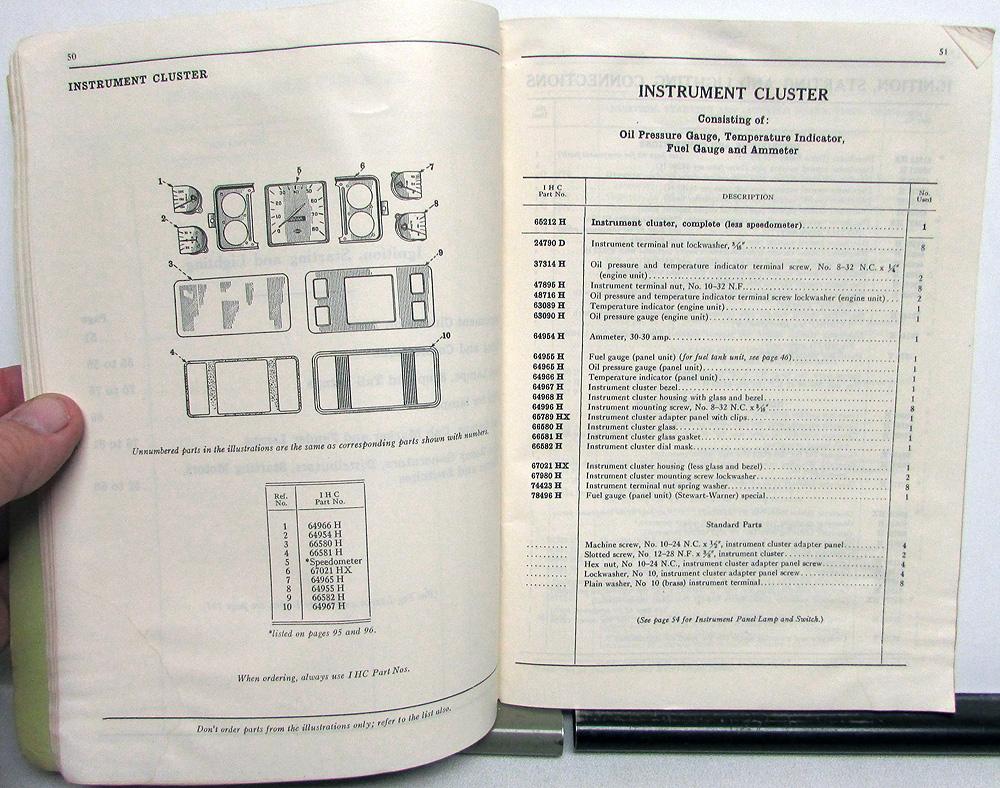 50
INSTRUMENT CLUSTER
1
2
3
4
5
6
7
8
9
10
Unnumbered parts in the illustrations are the same as corresponding parts shown with numbers.
Ref. No. I H C Part No.
1 64966 H
2 64954 H
3 66580 H
4 66581 H
5 *Speedometer
6 67021 HX
7 64965 H
8 64955 H
9 66582 H
10 64967 H
*listed on pages 95 and 96.
When ordering, always use I HC Part Nos.
Don't order parts from the illustrations only; refer to the list also.
51
INSTRUMENT CLUSTER
Consisting of:
Oil Pressure Gauge, Temperature Indicator,
Fuel Gauge and Ammeter
I H C Part No. DESCRIPTION No. Used
65212 H Instrument cluster, complete (less speedometer) 1
24790 D Instrument terminal nut lockwasher, 3/16" 8
37314 H Oil pressure and temperature indicator terminal screw, No. 8–32 N.C. x 1/4"
(engine unit) 2
47895 H Instrument terminal nut, No. 10–32 N.F. 8
48716 H Oil pressure and temperature indicator terminal screw lockwasher (engine unit) 2
63089 H Temperature indicator (engine unit) 1
63090 H Oil pressure gauge (engine unit) 1
64954 H Ammeter, 30-30 amp. 1
64955 H Fuel gauge (panel unit) (for fuel tank unit, see page 46) 1
64965 H Oil pressure gauge (panel unit) 1
64966 H Temperature indicator (panel unit) 1
64967 H Instrument cluster bezel 1
64968 H Instrument cluster housing with glass and bezel 1
64996 H Instrument mounting screw, No. 8–32 N.C. x 5/16" 8
65789 HX Instrument cluster adapter panel with clips 1
66580 H Instrument cluster glass 1
66581 H Instrument cluster glass gasket 1
66582 H Instrument cluster dial mask 1
67021 HX Instrument cluster housing (less glass and bezel) 1
67980 H Instrument cluster mounting screw lockwasher 2
74423 H Instrument terminal nut spring washer 8
78496 H Fuel gauge (panel unit) (Stewart-Warner) special 1
Standard Parts
Machine screw, No. 10–24 N.C. x 1/2", instrument cluster adapter panel 4
Slotted screw, No. 12–28 N.F. x 3/8", instrument cluster 2
Hex nut, No 10–24 N.C., instrument cluster adapter panel screw 4
Lockwasher, No 10, instrument cluster adapter panel screw 4
Plain washer, No 10 (brass) instrument terminal 8
(See page 54 for Instrument Panel Lamp and Switch.)